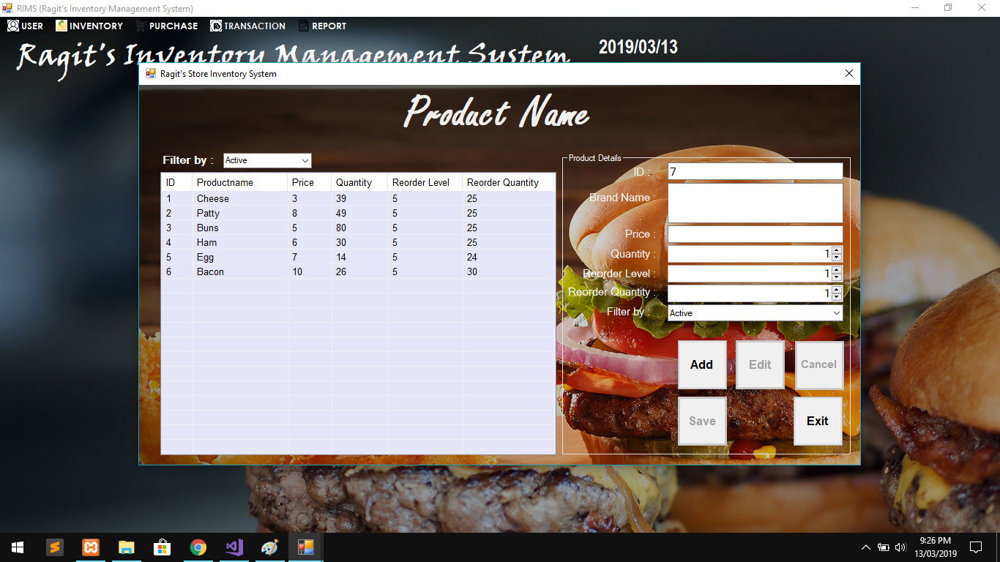 RIMS (Ragit's Inventory Management System)
USER INVENTORY PURCHASE TRANSACTION REPORT
Ragit's Inventory Management System
2019/03/13
Ragit's Store Inventory System
Product Name
Filter by : Active
ID Productname Price Quantity Reorder Level Reorder Quantity
1 Cheese 3 39 5 25
2 Patty 8 49 5 25
3 Buns 5 80 5 25
4 Ham 6 30 5 25
5 Egg 7 14 5 24
6 Bacon 10 26 5 30
Product Details
ID : 7
Brand Name :
Price :
Quantity : 1
Reorder Level : 1
Reorder Quantity : 1
Filter by : Active
Add Edit Cancel
Save Exit
9:26 PM
13/03/2019